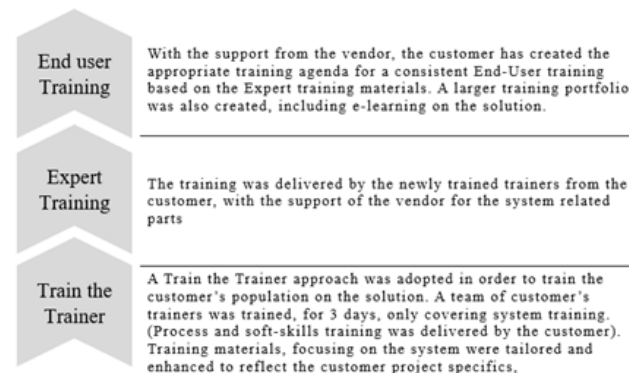 End user
Training
With the support from the vendor, the customer has created the
appropriate training agenda for a consistent End-User training
based on the Expert training materials. A larger training portfolio
was also created, including e-learning on the solution.
Expert
Training
The training was delivered by the newly trained trainers from the
customer, with the support of the vendor for the system related
parts
Train the
Trainer
A Train the Trainer approach was adopted in order to train the
customer's population on the solution. A team of customer's
trainers was trained, for 3 days, only covering system training.
(Process and soft-skills training was delivered by the customer).
Training materials, focusing on the system were tailored and
enhanced to reflect the customer project specifics,